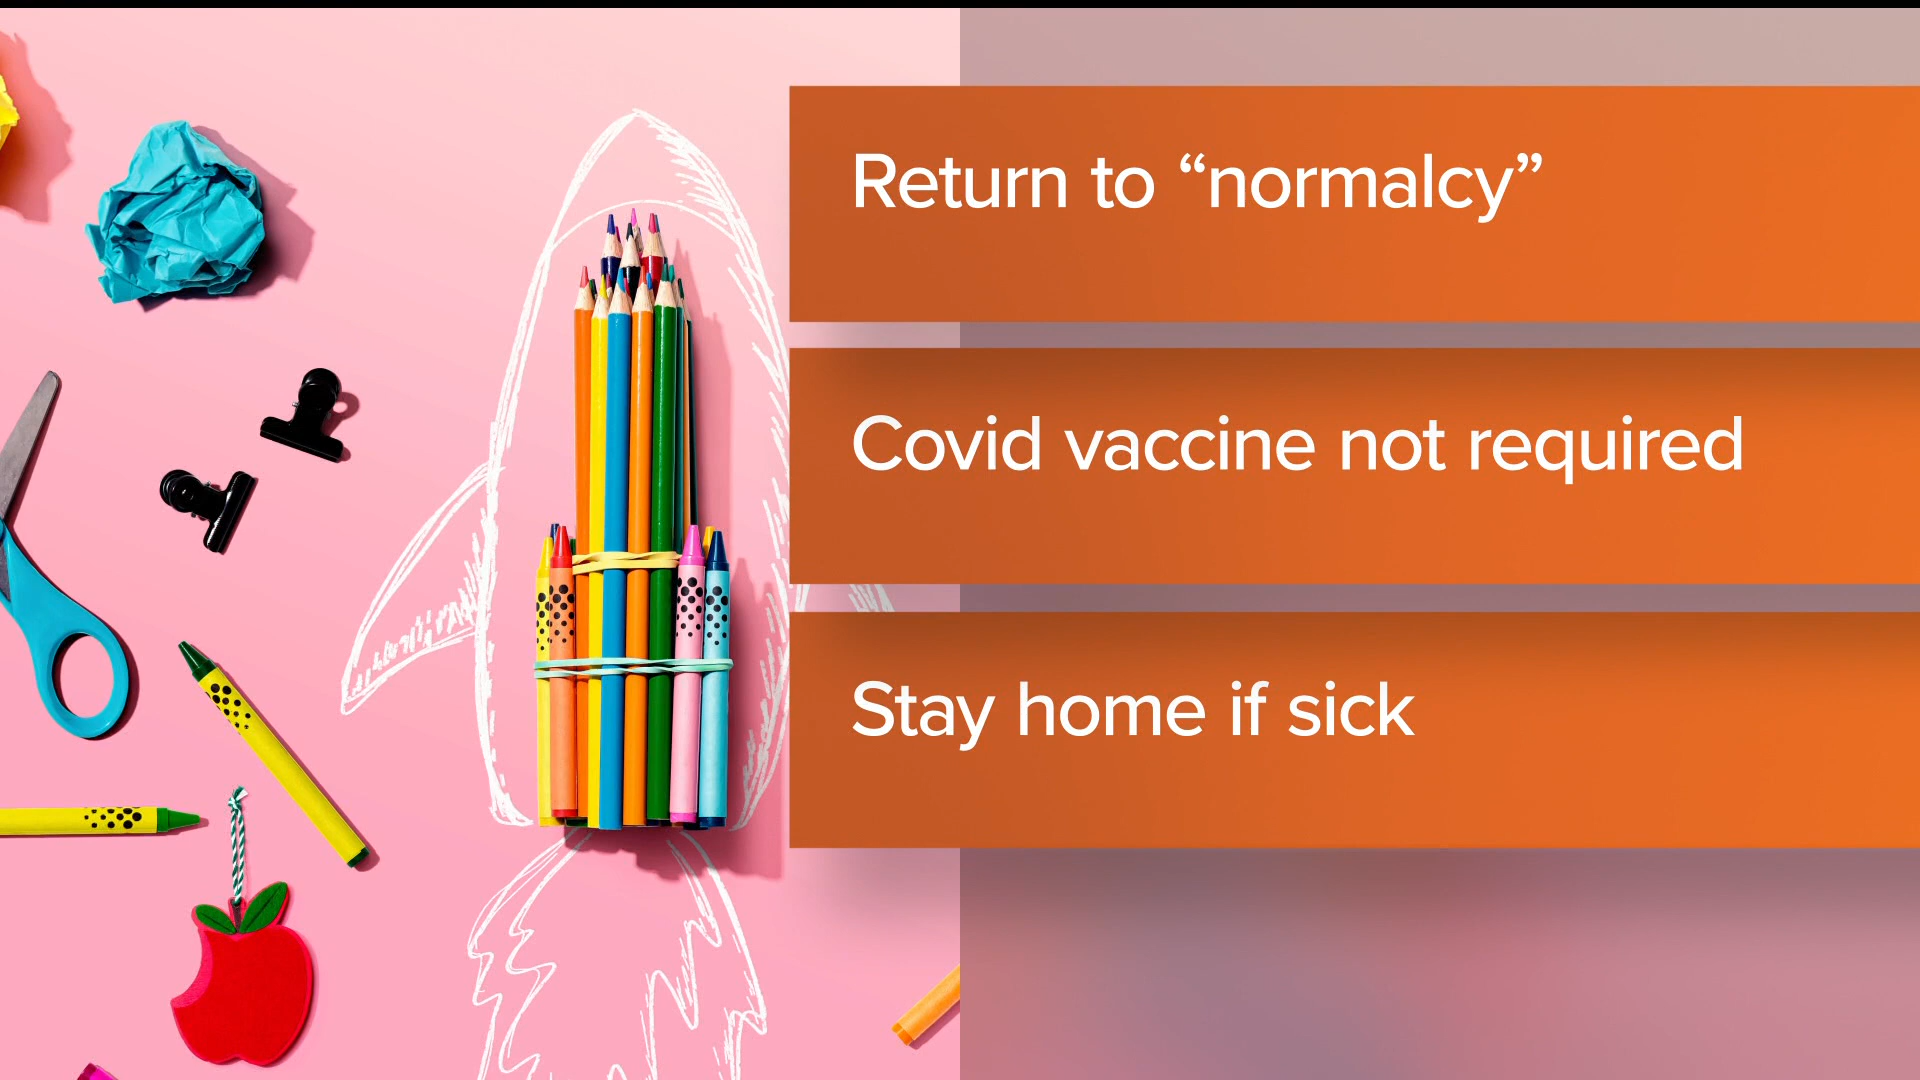 Return to “normalcy”
Covid vaccine not required
Stay home if sick